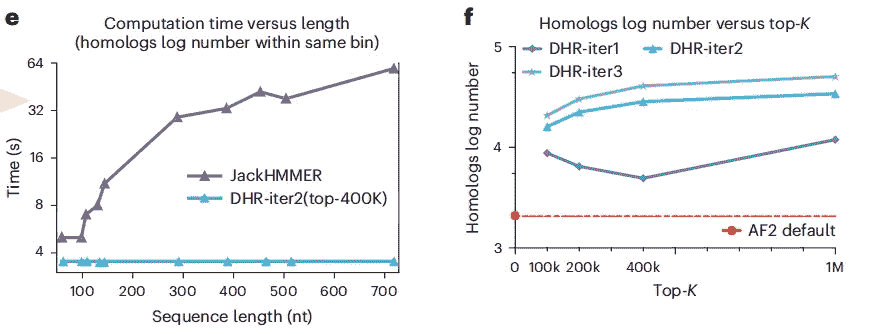 e
Computation time versus length
(homologs log number within same bin)
64
32
16
8
4
Time (s)
JackHMMER
DHR-iter2(top-400K)
100 200 300 400 500 600 700
Sequence length (nt)
f
Homologs log number versus top-K
5
4
3
Homologs log number
DHR-iter1 DHR-iter2
DHR-iter3
AF2 default
0 100k 200k 400k 1M
Top-K